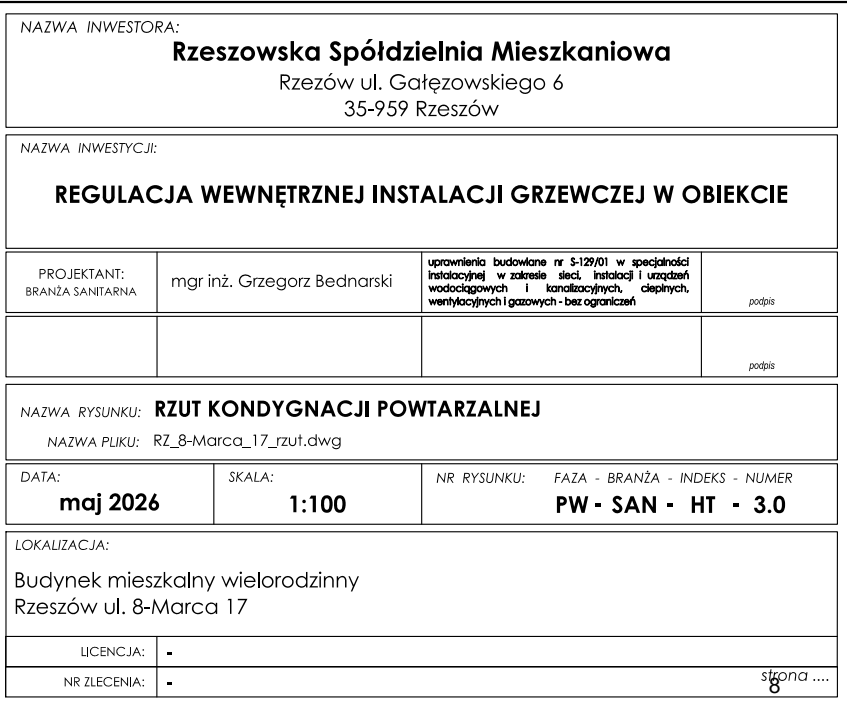 NAZWA INWESTORA:
Rzeszowska Spółdzielnia Mieszkaniowa
Rzezów ul. Gałęzowskiego 6
35-959 Rzeszów
NAZWA INWESTYCJI:
REGULACJA WEWNĘTRZNEJ INSTALACJI GRZEWCZEJ W OBIEKCIE
PROJEKTANT:
BRANŻA SANITARNA
mgr inż. Grzegorz Bednarski
uprawnienia budowlane nr S-129/01 w specjalności
instalacyjnej w zakresie sieci, instalacji i urządzeń
wodociągowych i kanalizacyjnych, cieplnych,
wentylacyjnych i gazowych - bez ograniczeń
podpis
podpis
NAZWA RYSUNKU: RZUT KONDYGNACJI POWTARZALNEJ
NAZWA PLIKU: RZ_8-Marca_17_rzut.dwg
DATA:
maj 2026
SKALA:
1:100
NR RYSUNKU: FAZA - BRANŻA - INDEKS - NUMER
PW - SAN - HT - 3.0
LOKALIZACJA:
Budynek mieszkalny wielorodzinny
Rzeszów ul. 8-Marca 17
LICENCJA: -
NR ZLECENIA: -
strona ....
8